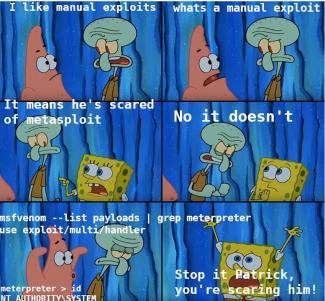 I like manual exploits
whats a manual exploit
It means he's scared
of metasploit
No it doesn't
msfvenom --list payloads | grep meterpreter
use exploit/multi/handler
meterpreter > id
NT AUTHORITY\SYSTEM
Stop it Patrick,
you're scaring him!